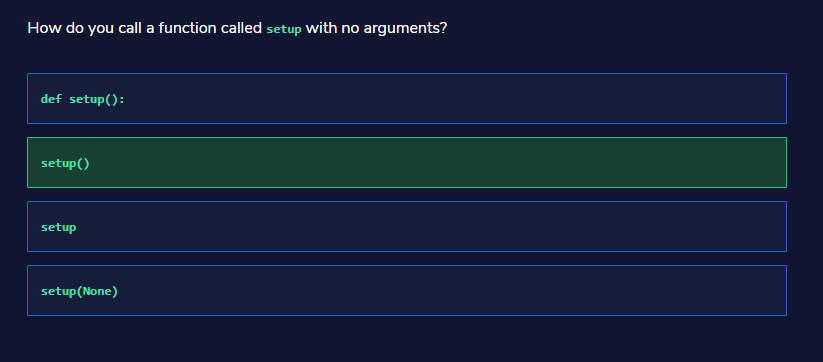 How do you call a function called setup with no arguments?
def setup():
setup()
setup
setup(None)